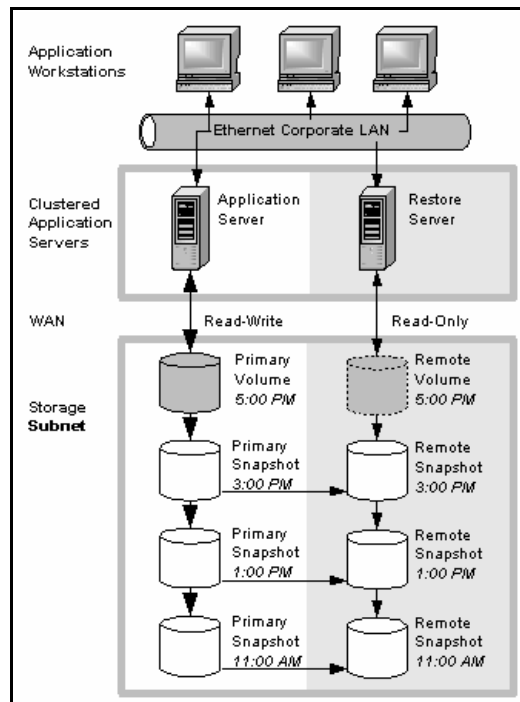 Application
Workstations
Ethernet Corporate LAN
Clustered
Application
Servers
Application
Server
Restore
Server
WAN
Read-Write
Read-Only
Storage
Subnet
Primary
Volume
5:00 PM
Remote
Volume
5:00 PM
Primary
Snapshot
3:00 PM
Remote
Snapshot
3:00 PM
Primary
Snapshot
1:00 PM
Remote
Snapshot
1:00 PM
Primary
Snapshot
11:00 AM
Remote
Snapshot
11:00 AM